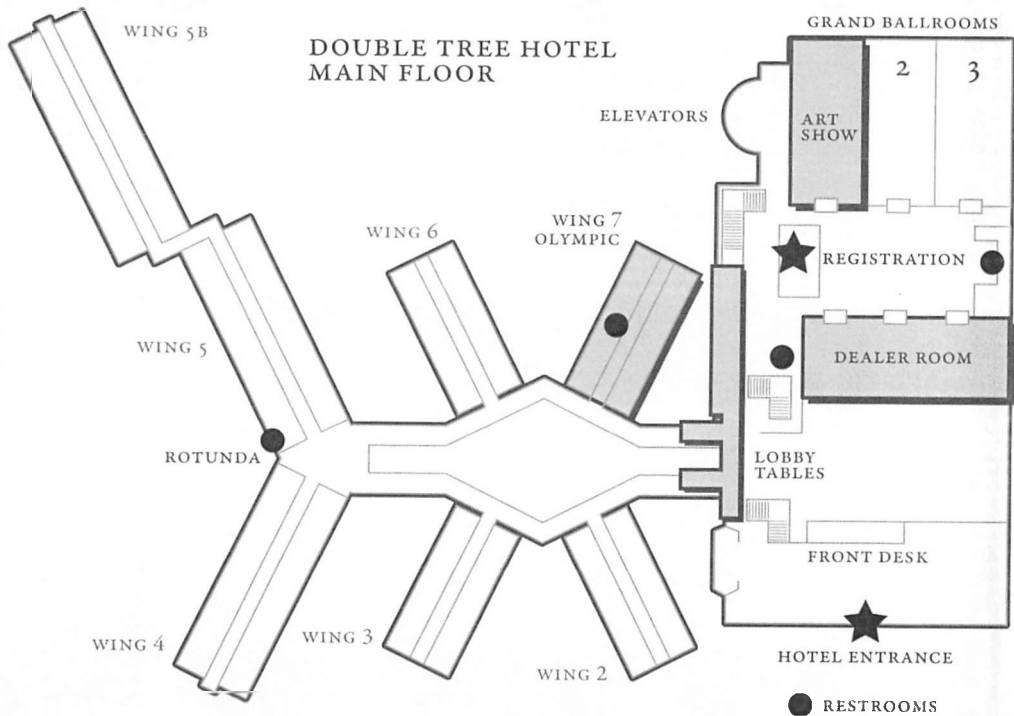 WING 5B
DOUBLE TREE HOTEL
MAIN FLOOR
GRAND BALLROOMS
2
3
ELEVATORS
ART
SHOW
WING 6
WING 7
OLYMPIC
REGISTRATION
WING 5
DEALER ROOM
ROTUNDA
LOBBY
TABLES
FRONT DESK
WING 4
WING 3
WING 2
HOTEL ENTRANCE
RESTROOMS